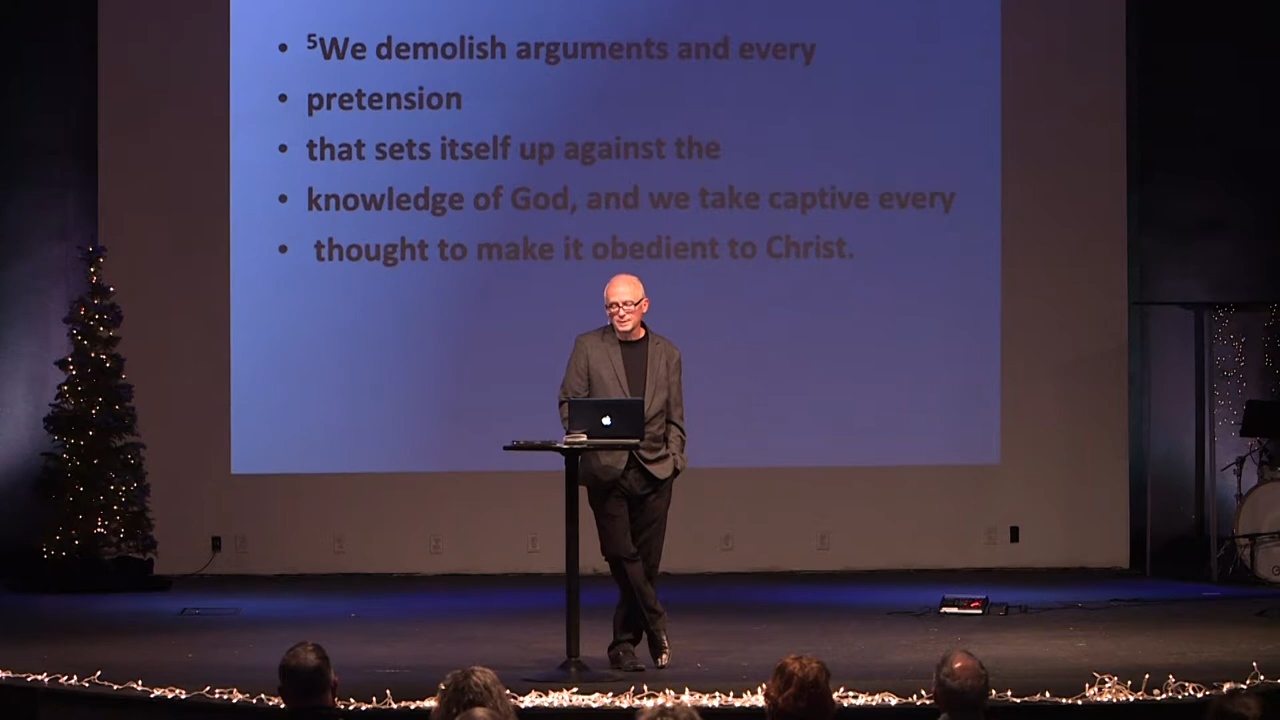 • ⁵We demolish arguments and every
• pretension
• that sets itself up against the
• knowledge of God, and we take captive every
• thought to make it obedient to Christ.